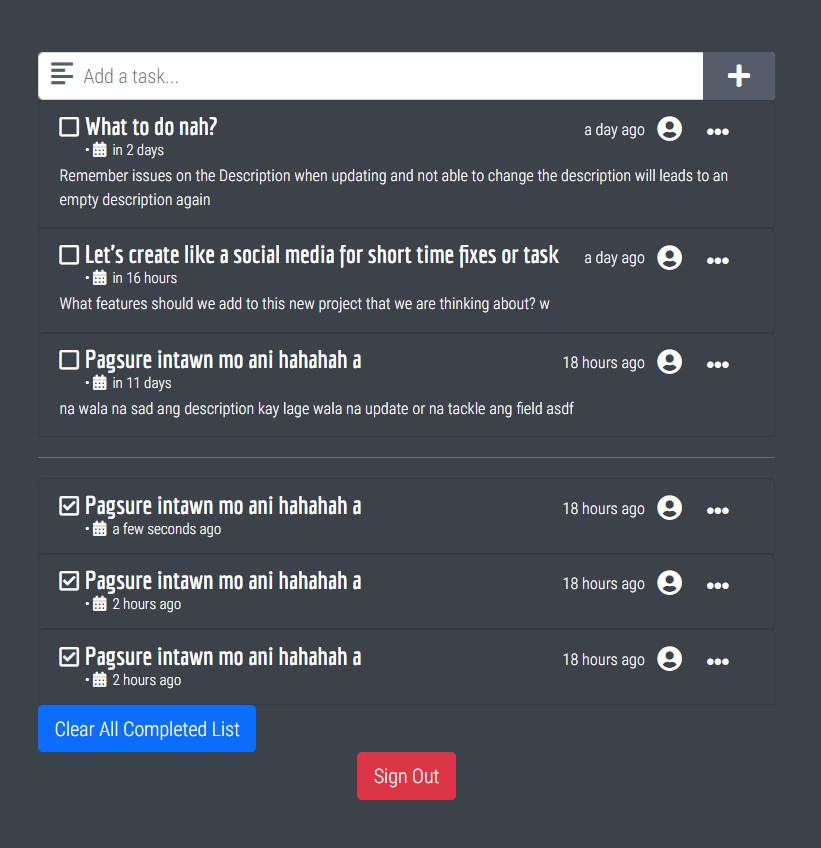 Add a task...
What to do nah? a day ago
• in 2 days
Remember issues on the Description when updating and not able to change the description will leads to an
empty description again
Let's create like a social media for short time fixes or task a day ago
• in 16 hours
What features should we add to this new project that we are thinking about? w
Pagsure intawn mo ani hahahah a 18 hours ago
• in 11 days
na wala na sad ang description kay lage wala na update or na tackle ang field asdf
Pagsure intawn mo ani hahahah a 18 hours ago
• a few seconds ago
Pagsure intawn mo ani hahahah a 18 hours ago
• 2 hours ago
Pagsure intawn mo ani hahahah a 18 hours ago
• 2 hours ago
Clear All Completed List
Sign Out